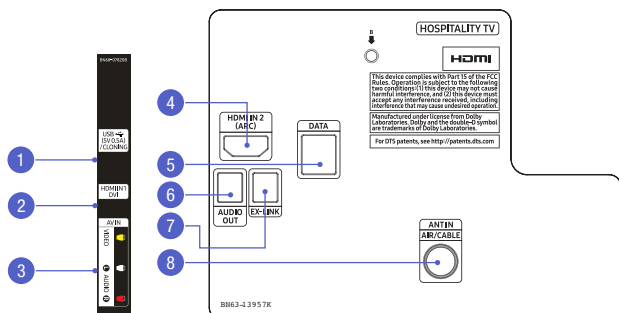 BN68-07820B
USB
(5V 0.5A)
/CLONING
1
HDMI IN 1
DVI
2
AV IN
VIDEO
L AUDIO R
3
HOSPITALITY TV
B
HDMI
This device complies with Part 15 of the FCC
Rules. Operation is subject to the following
two conditions:(1) this device may not cause
harmful interference, and (2) this device must
accept any interference received, including
interference that may cause undesired operation.
Manufactured under license from Dolby
Laboratories. Dolby and the double-D symbol
are trademarks of Dolby Laboratories.
For DTS patents, see http://patents.dts.com
4
HDMI IN 2
(ARC)
DATA
5
6
AUDIO
OUT
EX-LINK
7
ANT IN
AIR/CABLE
8
BN63-13957K